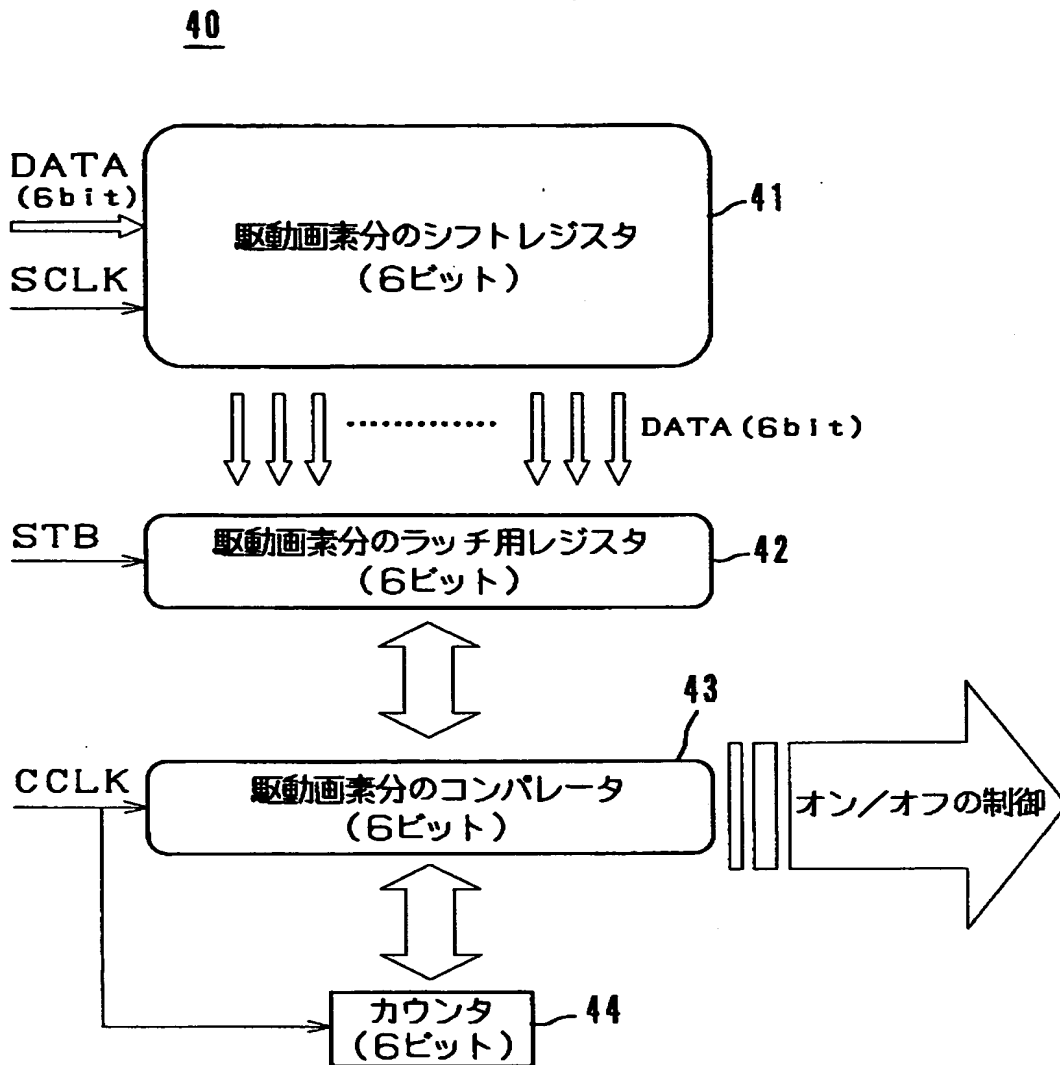 40
DATA
(6bit)
SCLK
駆動画素分のシフトレジスタ
(6ビット)
41
DATA(6bit)
STB
駆動画素分のラッチ用レジスタ
(6ビット)
42
43
CCLK
駆動画素分のコンパレータ
(6ビット)
オン/オフの制御
カウンタ
(6ビット)
44